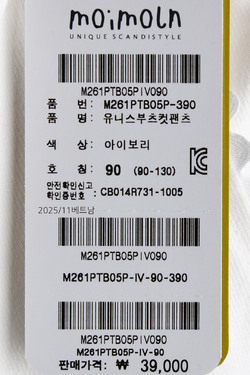 moimoln
UNIQUE SCANDISTYLE
M261PTB05PIV090
품 번: M261PTB05P-390
품 명: 유니스부츠컷팬츠
색 상: 아이보리
호 칭: 90 (90-130)
안전확인신고
확인증번호 : CB014R731-1005
2025/11베트남
M261PTB05PIV090
M261PTB05P-IV-90-390
M261PTB05PIV090
M261PTB05P-IV-90
판매가격: ₩ 39,000